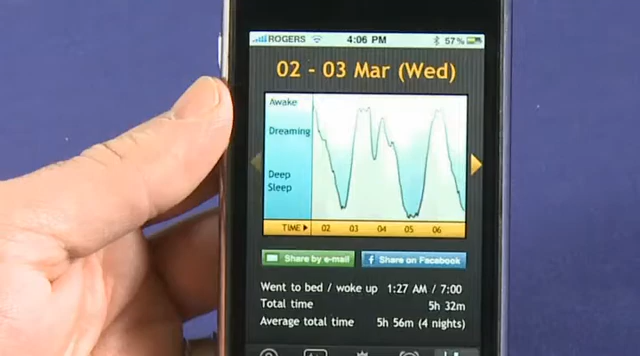 ROGERS 4:06 PM 57%
02 - 03 Mar (Wed)
Awake
Dreaming
Deep
Sleep
TIME 02 03 04 05 06
Share by e-mail Share on Facebook
Went to bed / woke up 1:27 AM / 7:00
Total time 5h 32m
Average total time 5h 56m (4 nights)